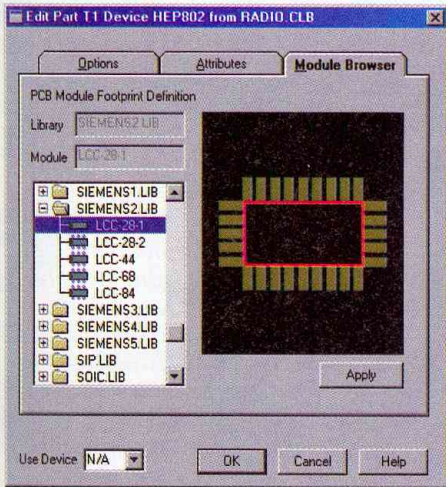 Edit Part T1 Device HEP802 from RADIO.CLB
Options
Attributes
Module Browser
PCB Module Footprint Definition
Library
SIEMENS2.LIB
Module
LCC-28-1
SIEMENS1.LIB
SIEMENS2.LIB
LCC-28-1
LCC-28-2
LCC-44
LCC-68
LCC-84
SIEMENS3.LIB
SIEMENS4.LIB
SIEMENS5.LIB
SIP.LIB
SOIC.LIB
Apply
Use Device
N/A
OK
Cancel
Help